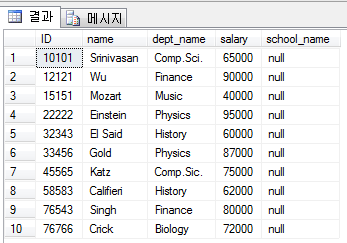 결과 메시지
ID name dept_name salary school_name
1 10101 Srinivasan Comp.Sci. 65000 null
2 12121 Wu Finance 90000 null
3 15151 Mozart Music 40000 null
4 22222 Einstein Physics 95000 null
5 32343 El Said History 60000 null
6 33456 Gold Physics 87000 null
7 45565 Katz Comp.Sic. 75000 null
8 58583 Califieri History 62000 null
9 76543 Singh Finance 80000 null
10 76766 Crick Biology 72000 null